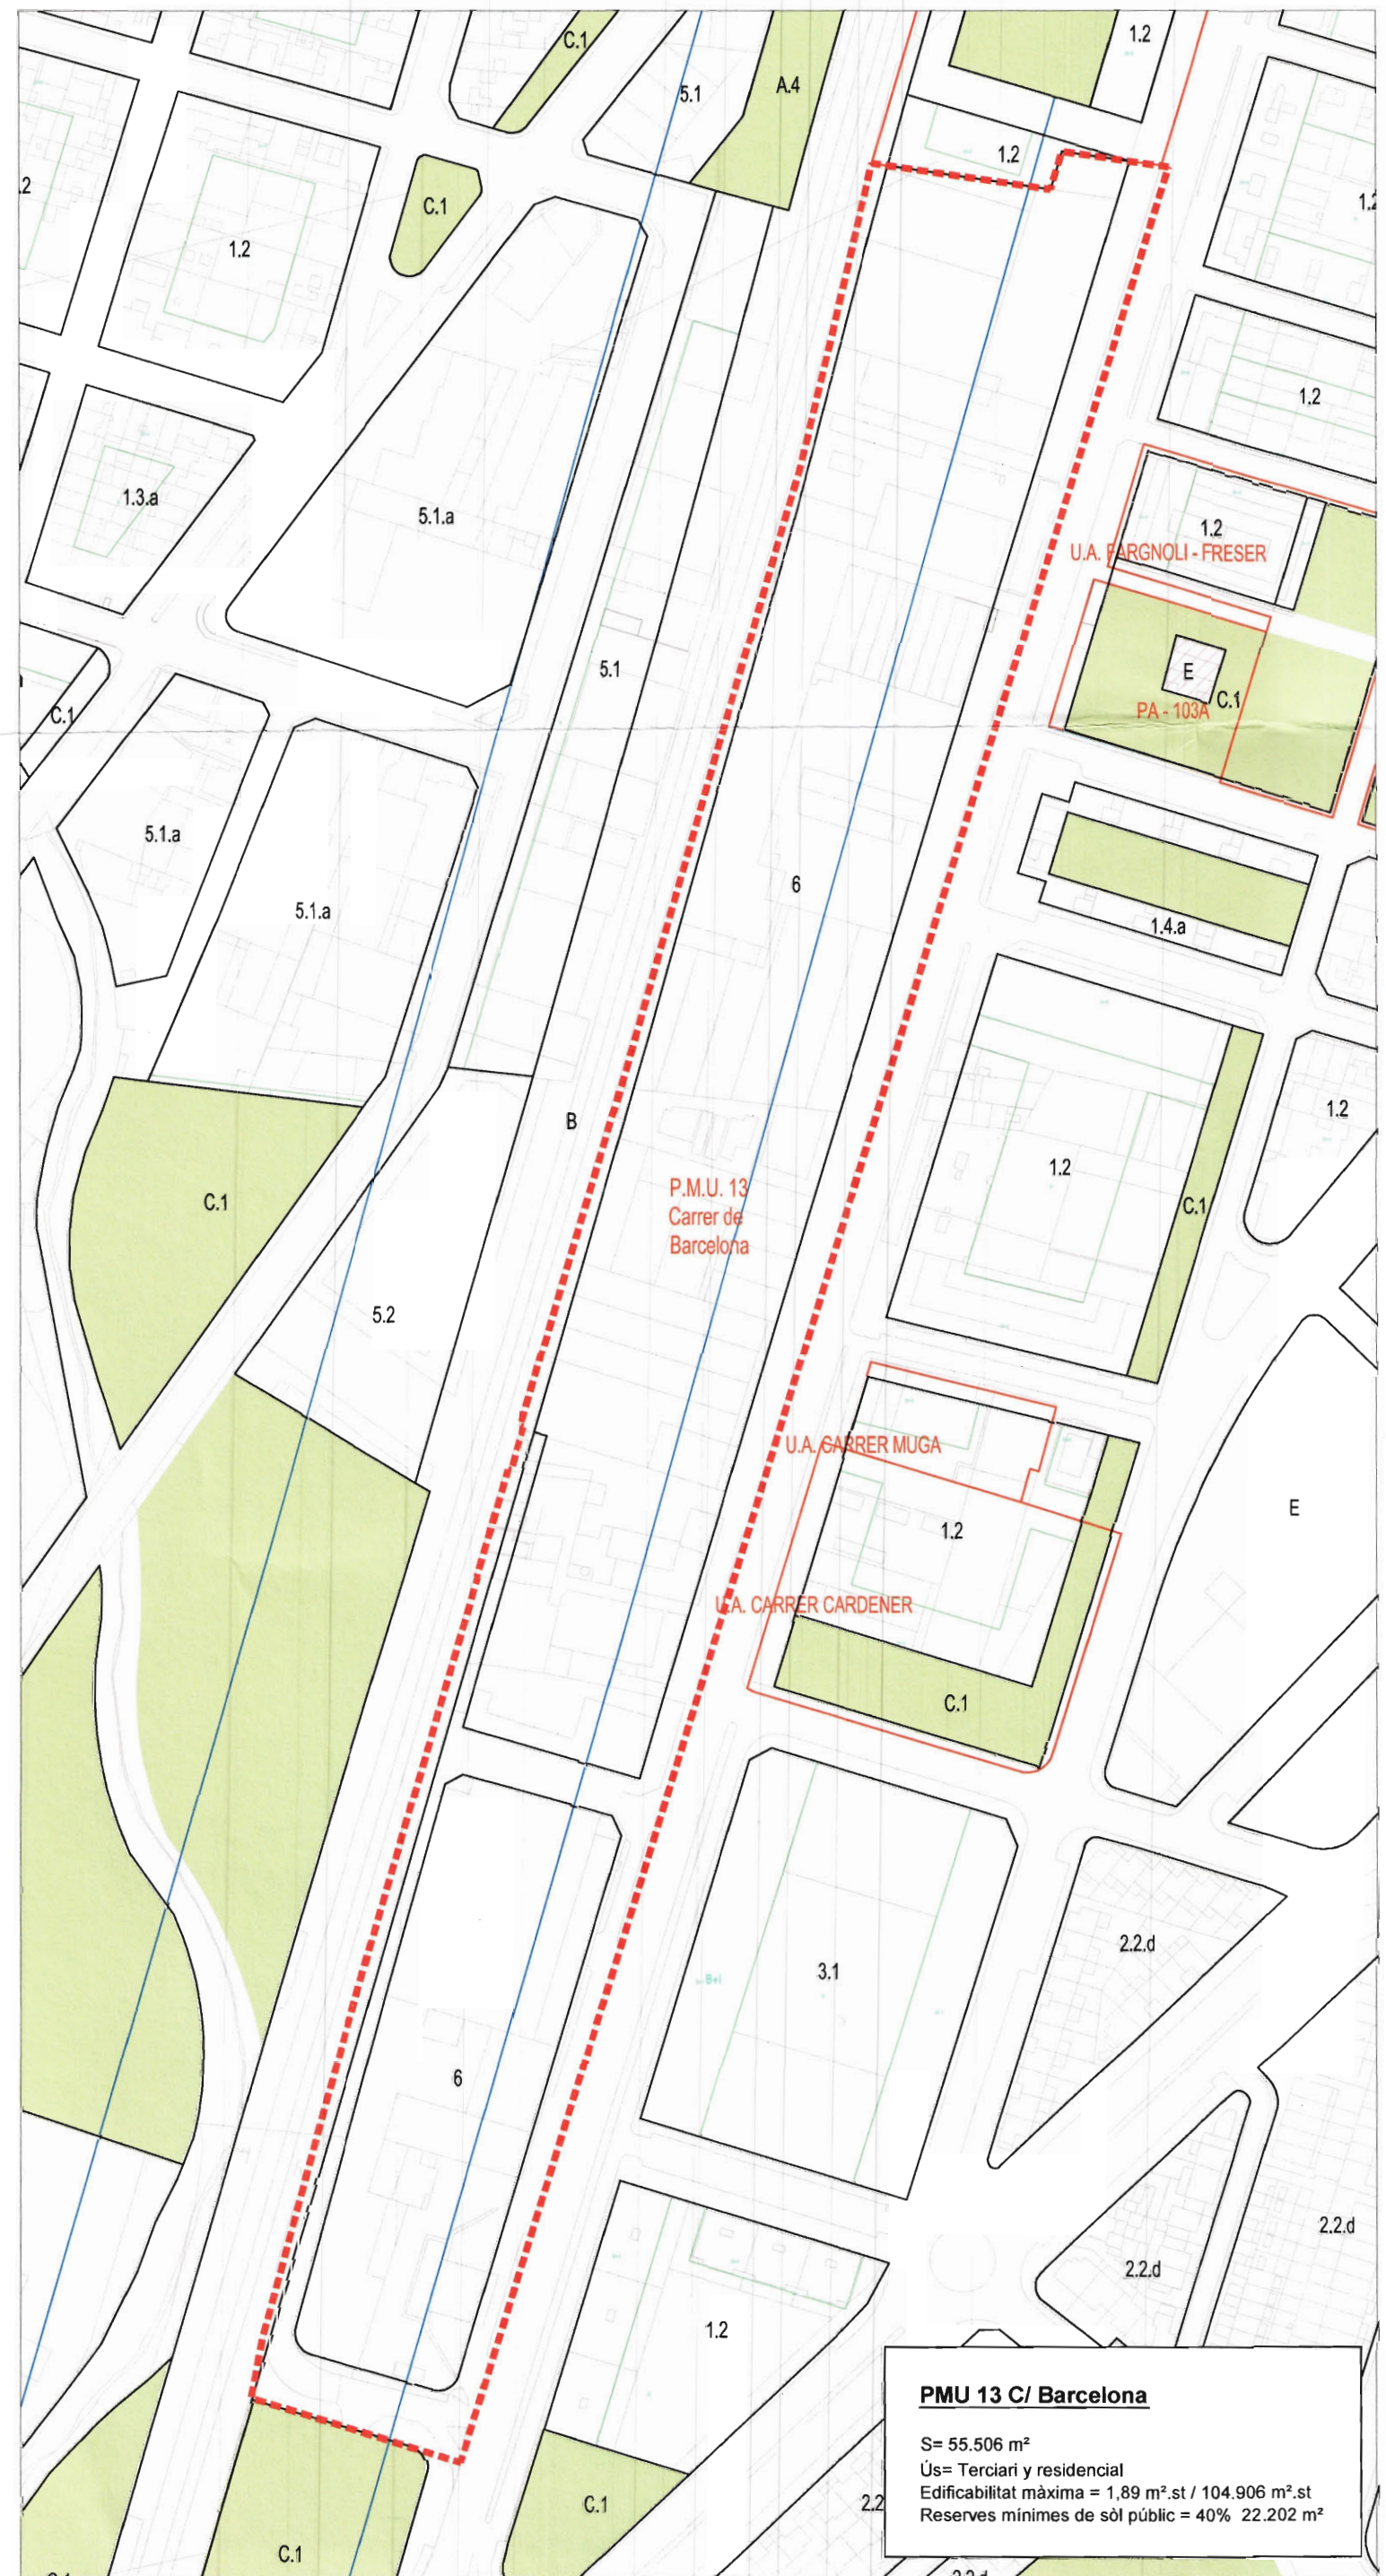 C.1
1.2
5.1
A.4
1.2
.2
C.1
1.2
1.2
1.2
1.3.a
5.1.a
1.2
U.A. FARGNOLI - FRESER
5.1
E
C.1
PA - 103A
C.1
5.1.a
5.1.a
6
1.4.a
1.2
B
1.2
C.1
C.1
P.M.U. 13
Carrer de
Barcelona
5.2
U.A. CARRER MUGA
E
1.2
U.A. CARRER CARDENER
C.1
2.2.d
3.1
B+I
6
2.2.d
2.2.d
1.2
PMU 13 C/ Barcelona
S= 55.506 m²
Ús= Terciari y residencial
Edificabilitat màxima = 1,89 m².st / 104.906 m².st
Reserves mínimes de sòl públic = 40% 22.202 m²
C.1
2.2
C.1